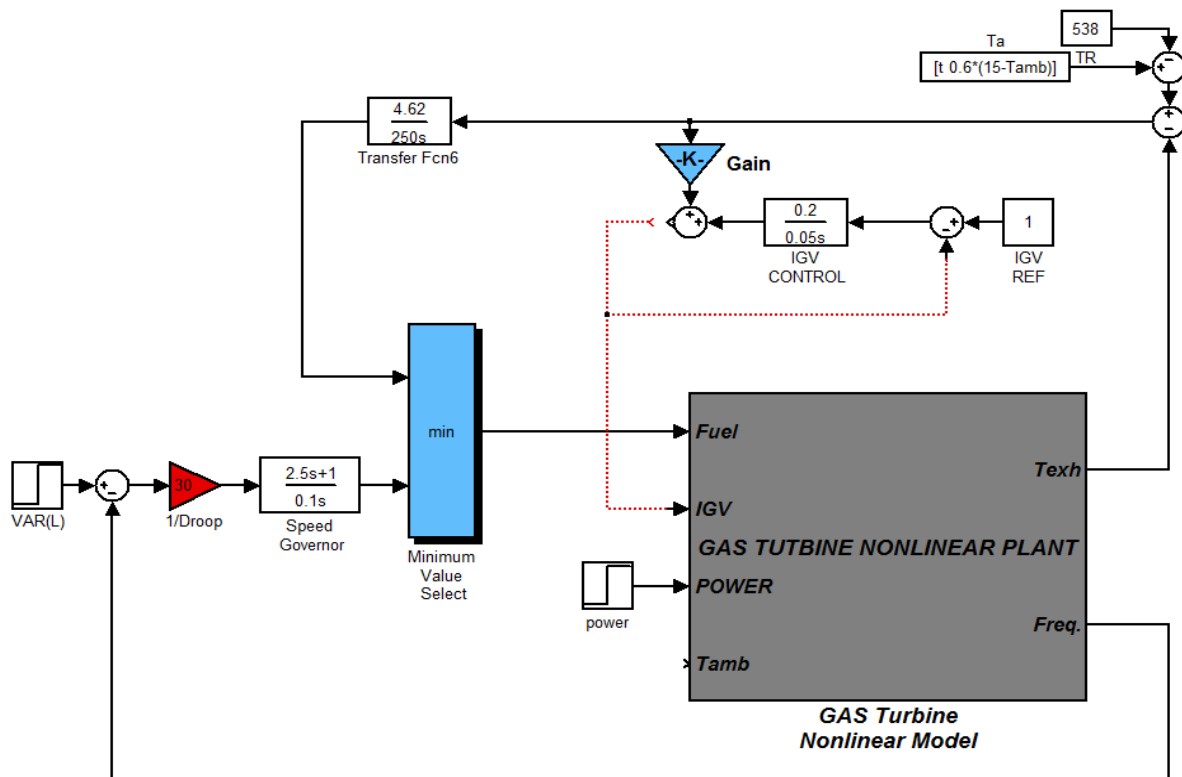 538
Ta
[t 0.6*(15-Tamb)]
TR
+
-
+
-
4.62
250s
Transfer Fcn6
-K-
Gain
+
+
0.2
0.05s
IGV
CONTROL
-
+
1
IGV
REF
min
Minimum
Value
Select
VAR(L)
+
-
30
1/Droop
2.5s+1
0.1s
Speed
Governor
power
Fuel
Texh
IGV
GAS TUTBINE NONLINEAR PLANT
POWER
Freq.
Tamb
GAS Turbine
Nonlinear Model